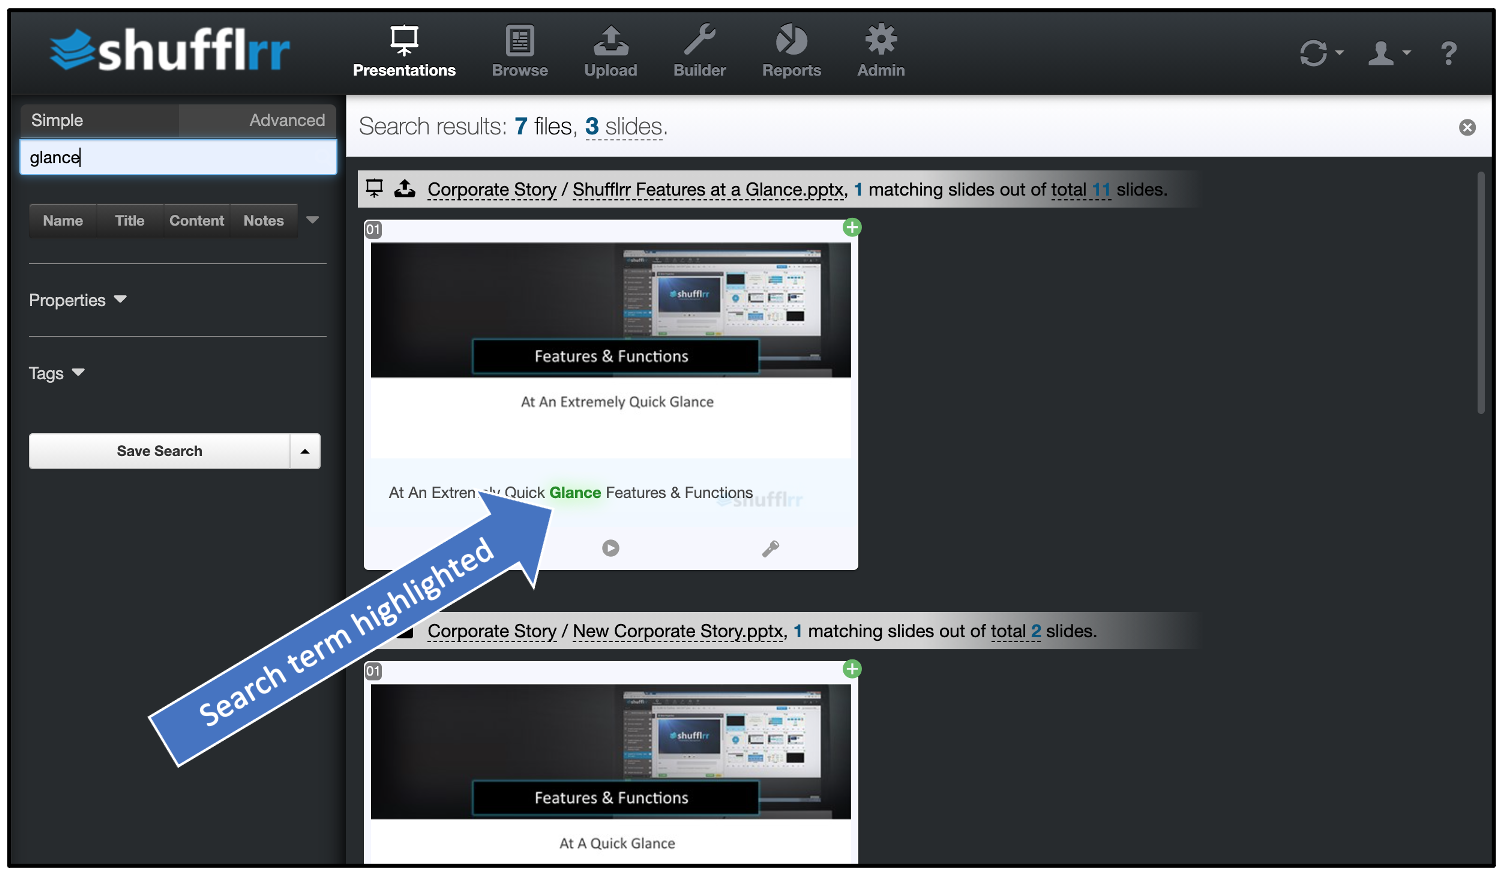 shufflrr
Presentations
Browse
Upload
Builder
Reports
Admin
?
Simple
Advanced
glance
Name
Title
Content
Notes
Properties
Tags
Save Search
Search results: 7 files, 3 slides.
Corporate Story / Shufflrr Features at a Glance.pptx, 1 matching slides out of total 11 slides.
01
shufflrr
Features & Functions
At An Extremely Quick Glance
At An Extremely Quick Glance Features & Functions
shufflrr
Search term highlighted
Corporate Story / New Corporate Story.pptx, 1 matching slides out of total 2 slides.
01
shufflrr
Features & Functions
At A Quick Glance